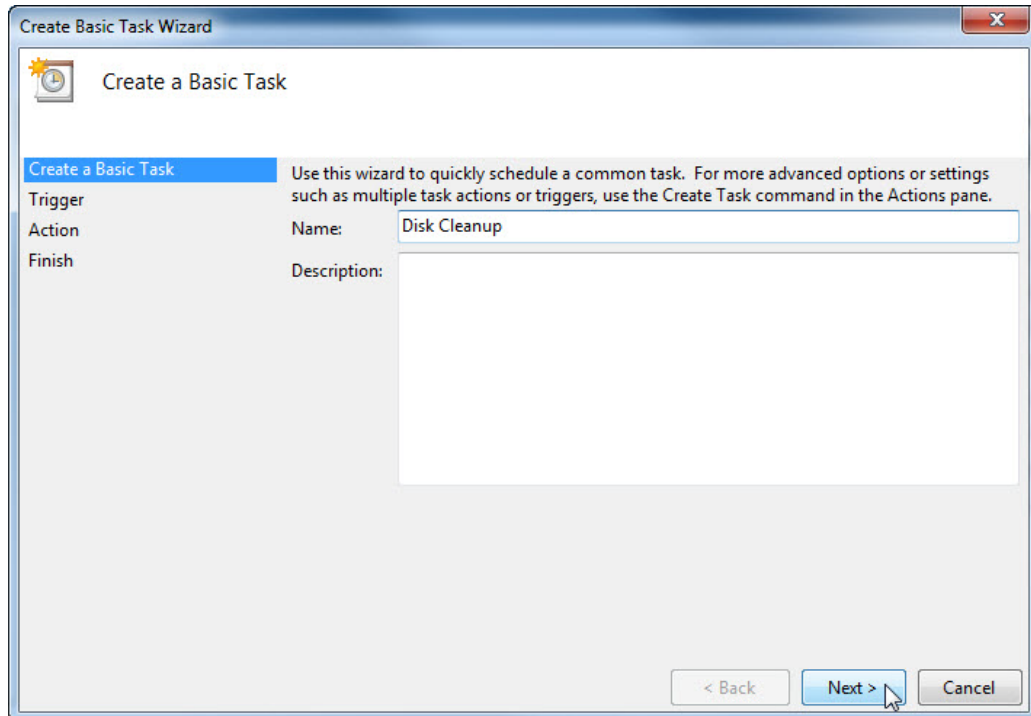 Create Basic Task Wizard
Create a Basic Task
Create a Basic Task
Trigger
Action
Finish
Use this wizard to quickly schedule a common task.  For more advanced options or settings
such as multiple task actions or triggers, use the Create Task command in the Actions pane.
Name:
Disk Cleanup
Description:
< Back
Next >
Cancel